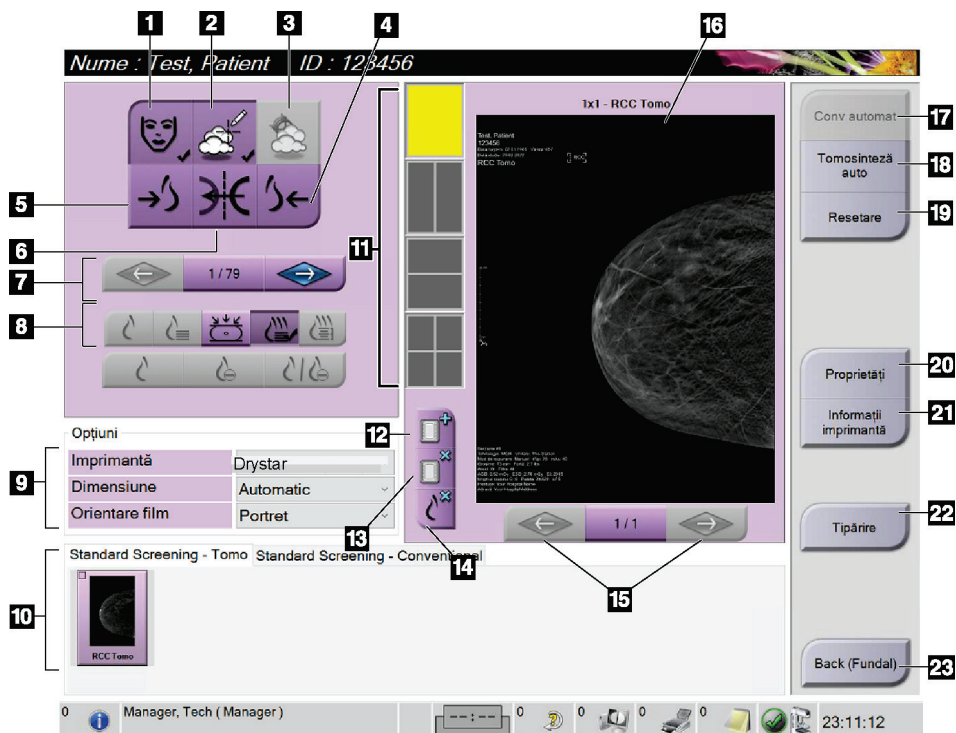 1 2 3 4 16
Nume : Test, Patient ID : 123456
1x1 - RCC Tomo
Test, Patient
123456
RCC Tomo
RCC
Conv automat 17
Tomosinteză auto 18
Resetare 19
5
6
7
1 / 79
8
11
Proprietăți 20
Informații imprimantă 21
Opțiuni
9
Imprimantă Drystar
Dimensiune Automatic
Orientare film Portret
12
13
14
1 / 1
15
Tipărire 22
10
Standard Screening - Tomo Standard Screening - Conventional
RCC Tomo
Back (Fundal) 23
0 Manager, Tech ( Manager ) --:-- 0 0 0 23:11:12